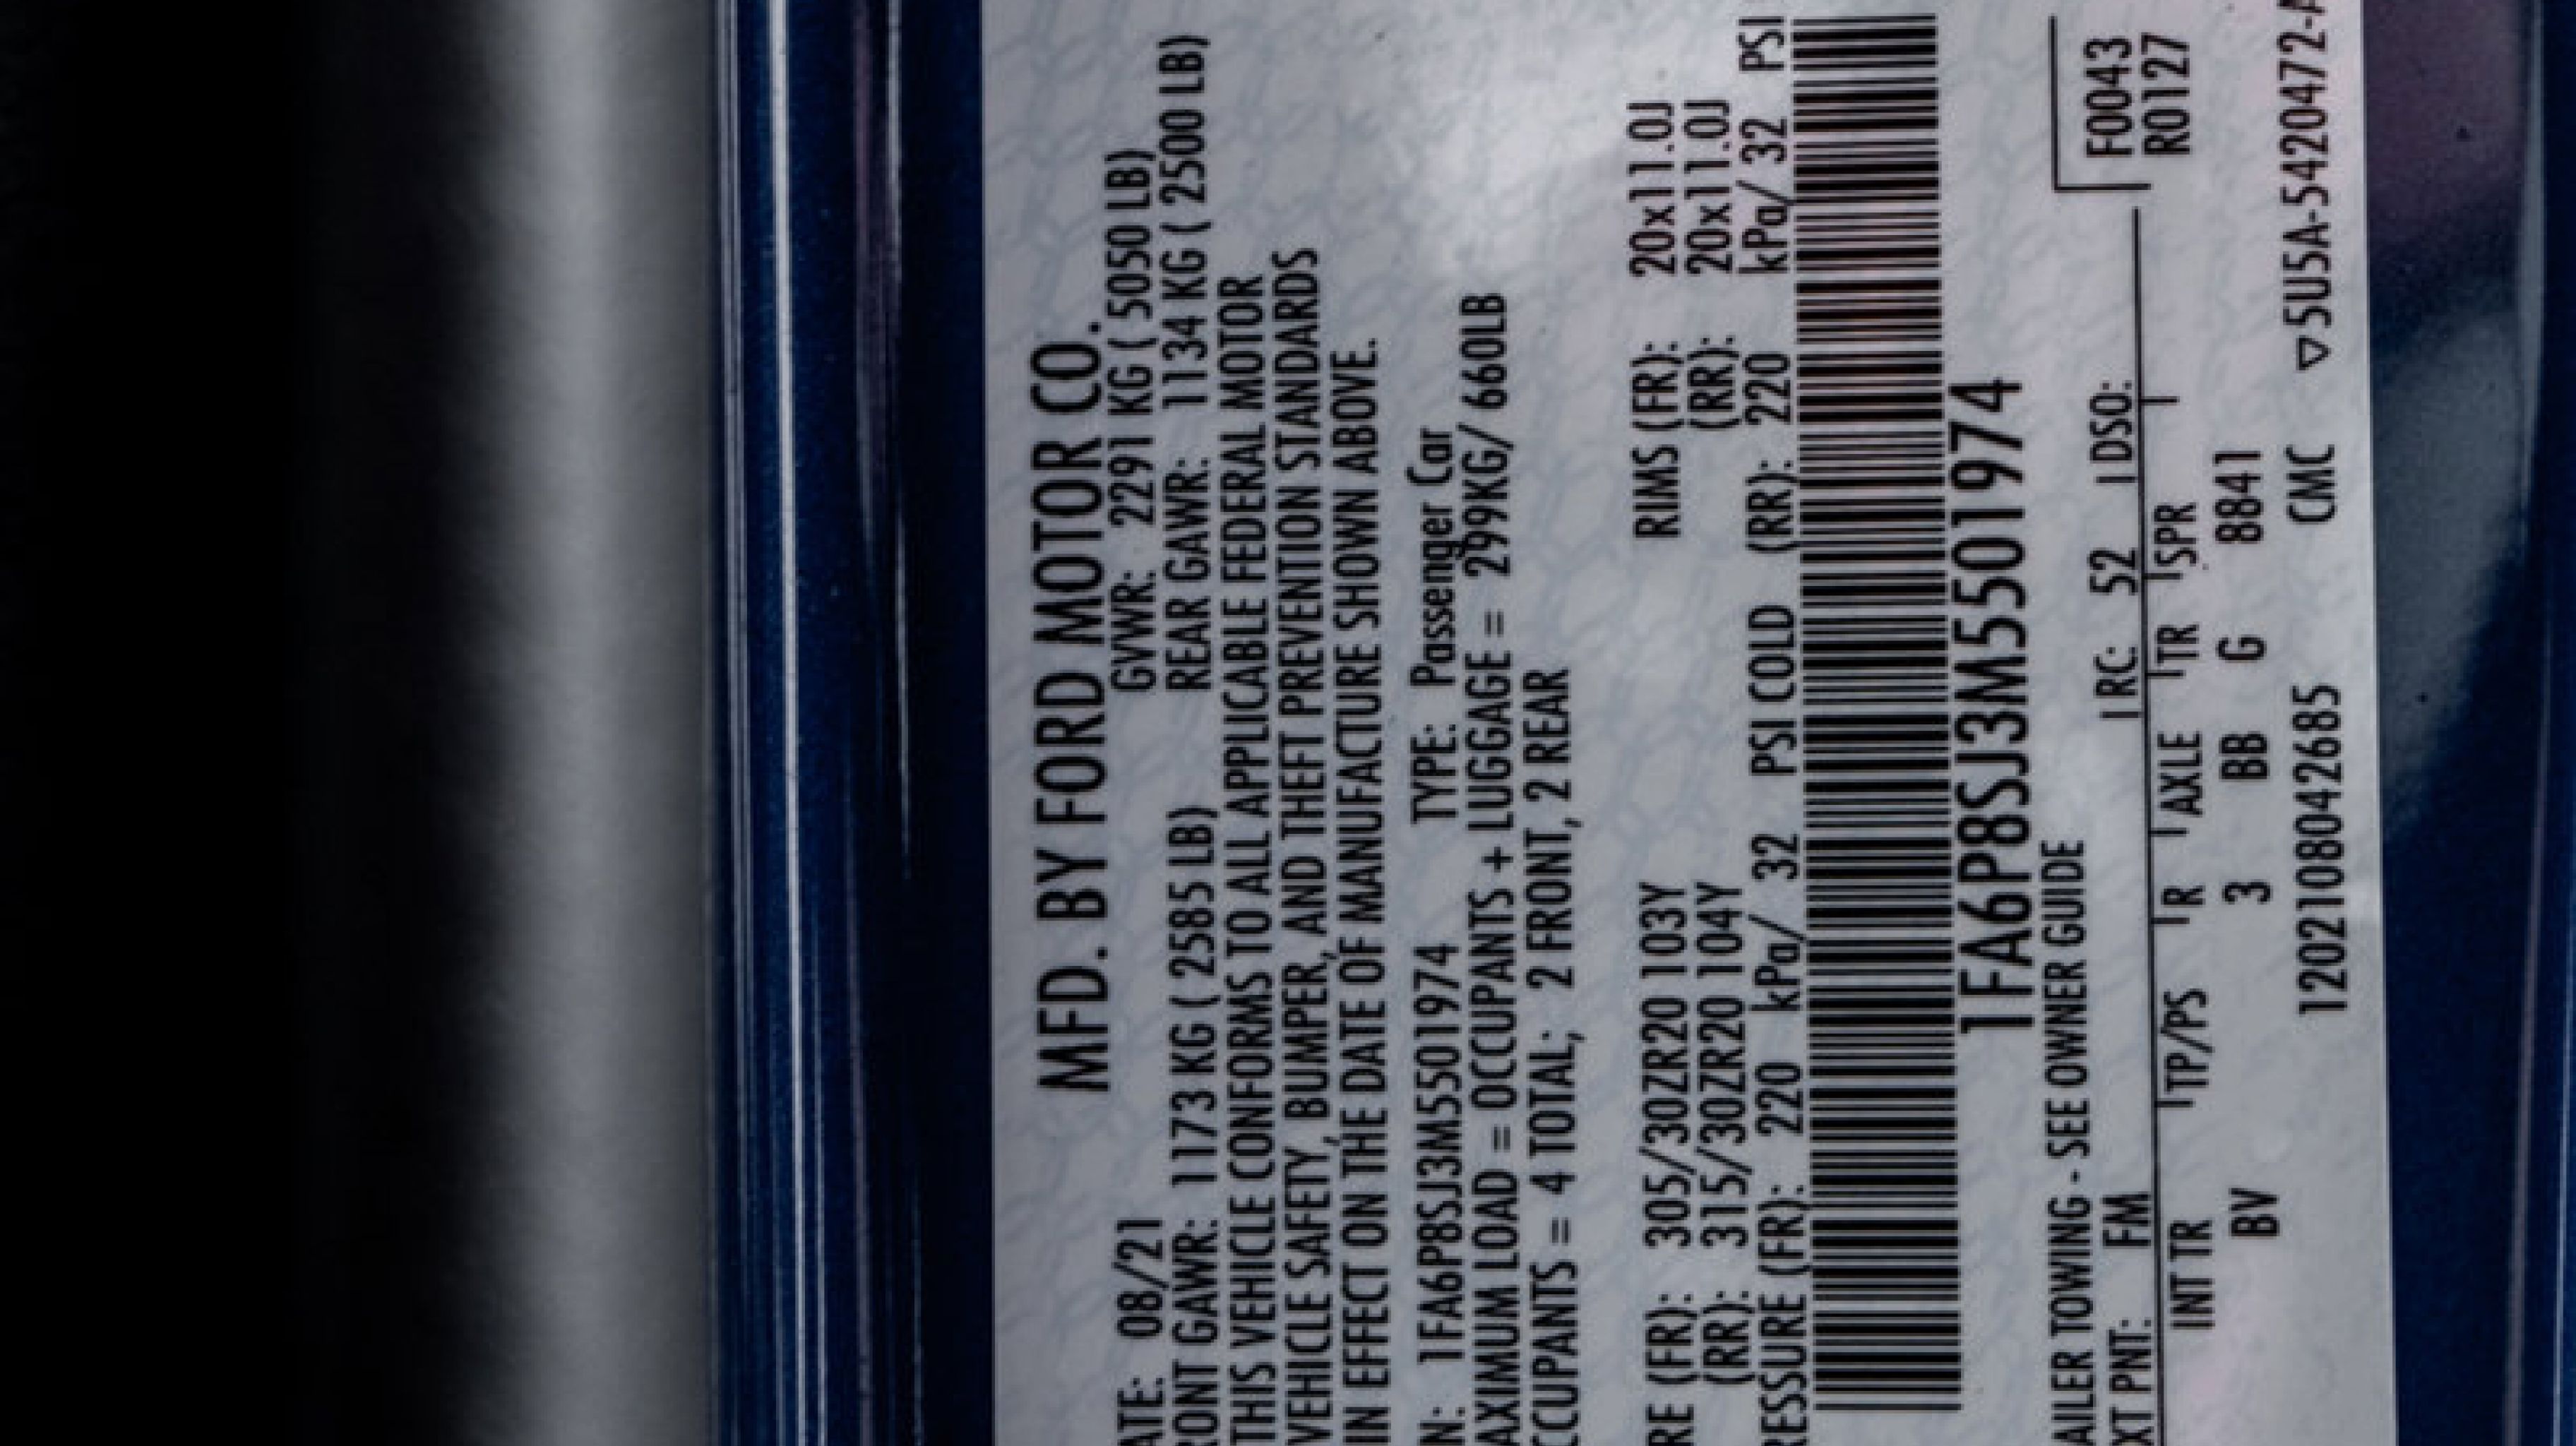 MFD. BY FORD MOTOR CO.
ATE: 08/21 GVWR: 2291 KG ( 5050 LB)
RONT GAWR: 1173 KG ( 2585 LB) REAR GAWR: 1134 KG ( 2500 LB)
THIS VEHICLE CONFORMS TO ALL APPLICABLE FEDERAL MOTOR
VEHICLE SAFETY, BUMPER, AND THEFT PREVENTION STANDARDS
IN EFFECT ON THE DATE OF MANUFACTURE SHOWN ABOVE.
N: 1FA6P8SJ3M5501974 TYPE: Passenger Car
AXIMUM LOAD = OCCUPANTS + LUGGAGE = 299KG/ 660LB
CCUPANTS = 4 TOTAL; 2 FRONT, 2 REAR
RE (FR): 305/30ZR20 103Y RIMS (FR): 20x11.0J
(RR): 315/30ZR20 104Y (RR): 20x11.0J
RESSURE (FR): 220 kPa/ 32 PSI COLD (RR): 220 kPa/ 32 PSI
1FA6P8SJ3M5501974
AILER TOWING - SEE OWNER GUIDE
XT PNT: FM RC: 52 DSO: F0043
R0127
INT TR TP/PS R AXLE TR SPR
BV 3 BB G 8841
1202108042685 CMC ▽5U5A-5420472-A